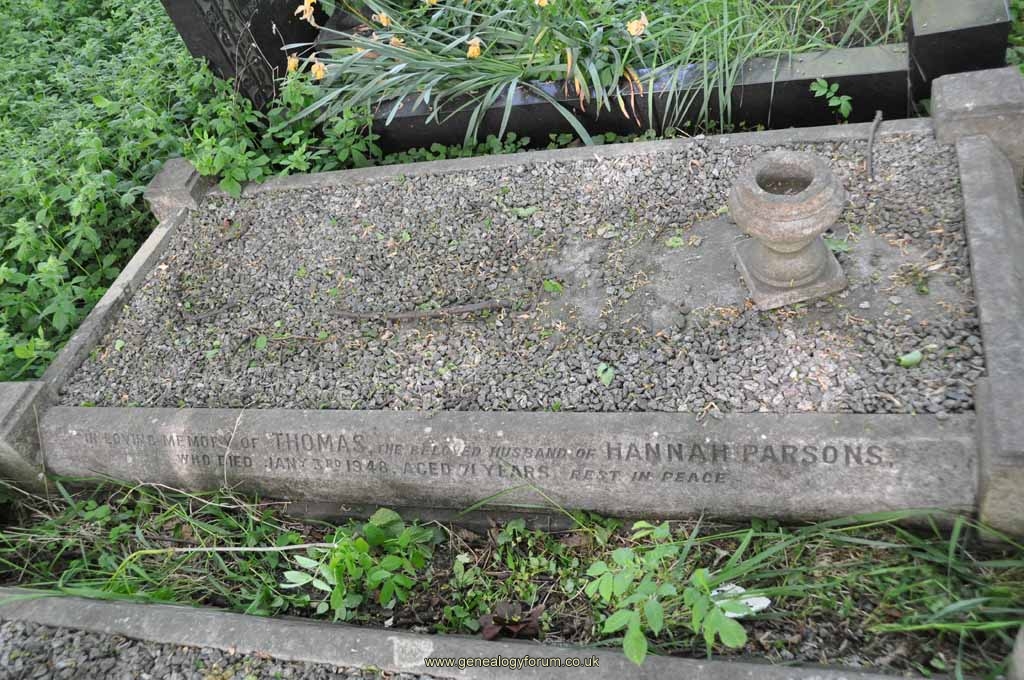 IN LOVING MEMORY OF THOMAS, THE BELOVED HUSBAND OF HANNAH PARSONS,
WHO DIED JANY 3RD 1948, AGED 71 YEARS. REST IN PEACE
www.genealogyforum.co.uk